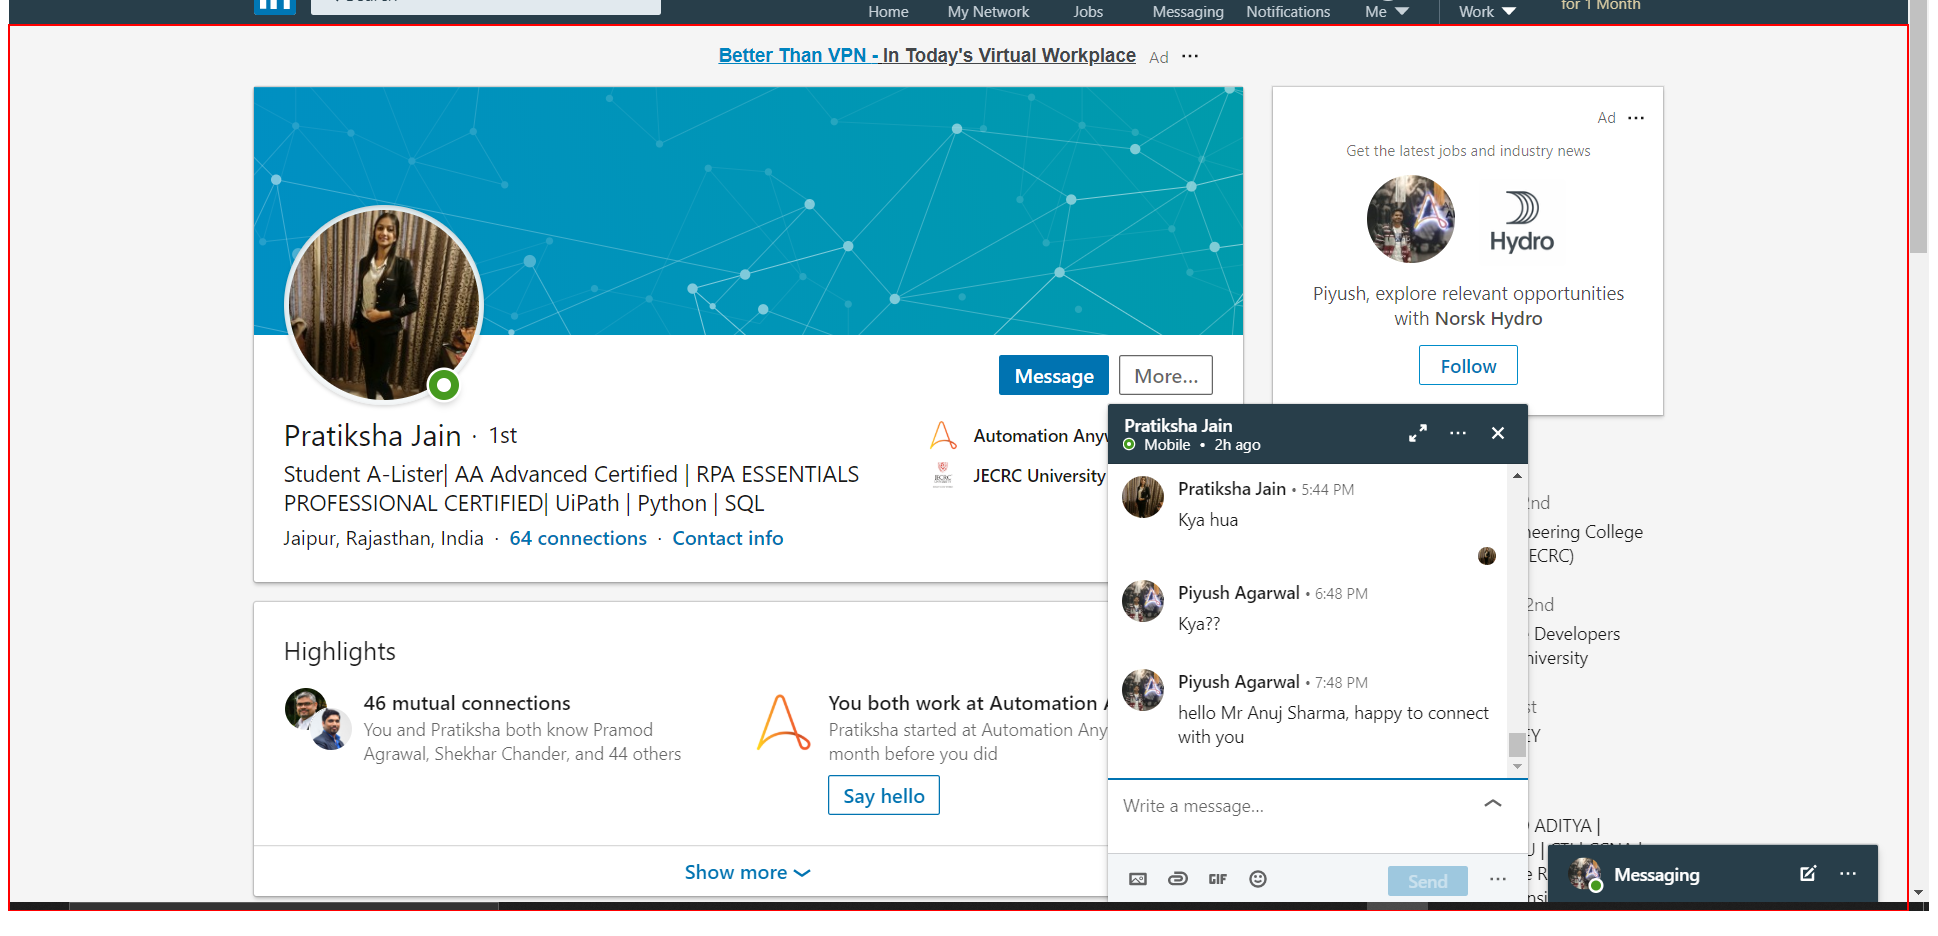 Home My Network Jobs Messaging Notifications Me Work for 1 Month
Better Than VPN - In Today's Virtual Workplace Ad
Pratiksha Jain · 1st
Student A-Lister| AA Advanced Certified | RPA ESSENTIALS
PROFESSIONAL CERTIFIED| UiPath | Python | SQL
Jaipur, Rajasthan, India · 64 connections · Contact info
Message More...
Automation
JECRC University
Highlights
46 mutual connections
You and Pratiksha both know Pramod
Agrawal, Shekhar Chander, and 44 others
You both work at Automation
Pratiksha started at Automation
month before you did
Say hello
Show more
Ad
Get the latest jobs and industry news
Hydro
Piyush, explore relevant opportunities
with Norsk Hydro
Follow
Pratiksha Jain
Mobile • 2h ago
Pratiksha Jain • 5:44 PM
Kya hua
Piyush Agarwal • 6:48 PM
Kya??
Piyush Agarwal • 7:48 PM
hello Mr Anuj Sharma, happy to connect
with you
Write a message...
GIF
Send
2nd
College
2nd
Developers
ADITYA |
Messaging